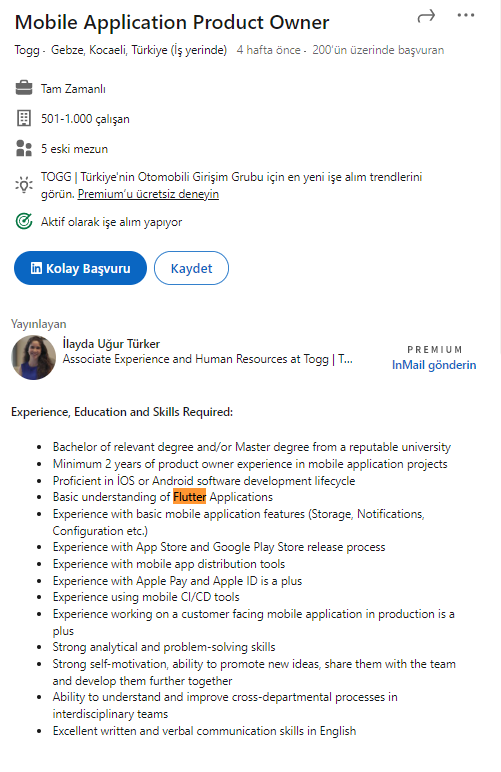 Mobile Application Product Owner
Togg · Gebze, Kocaeli, Türkiye (İş yerinde) 4 hafta önce · 200'ün üzerinde başvuran
Tam Zamanlı
501-1.000 çalışan
5 eski mezun
TOGG | Türkiye'nin Otomobili Girişim Grubu için en yeni işe alım trendlerini
görün. Premium'u ücretsiz deneyin
Aktif olarak işe alım yapıyor
in Kolay Başvuru
Kaydet
Yayınlayan
İlayda Uğur Türker
Associate Experience and Human Resources at Togg | T...
PREMIUM
InMail gönderin
Experience, Education and Skills Required:
• Bachelor of relevant degree and/or Master degree from a reputable university
• Minimum 2 years of product owner experience in mobile application projects
• Proficient in İOS or Android software development lifecycle
• Basic understanding of Flutter Applications
• Experience with basic mobile application features (Storage, Notifications,
Configuration etc.)
• Experience with App Store and Google Play Store release process
• Experience with mobile app distribution tools
• Experience with Apple Pay and Apple ID is a plus
• Experience using mobile CI/CD tools
• Experience working on a customer facing mobile application in production is a
plus
• Strong analytical and problem-solving skills
• Strong self-motivation, ability to promote new ideas, share them with the team
and develop them further together
• Ability to understand and improve cross-departmental processes in
interdisciplinary teams
• Excellent written and verbal communication skills in English